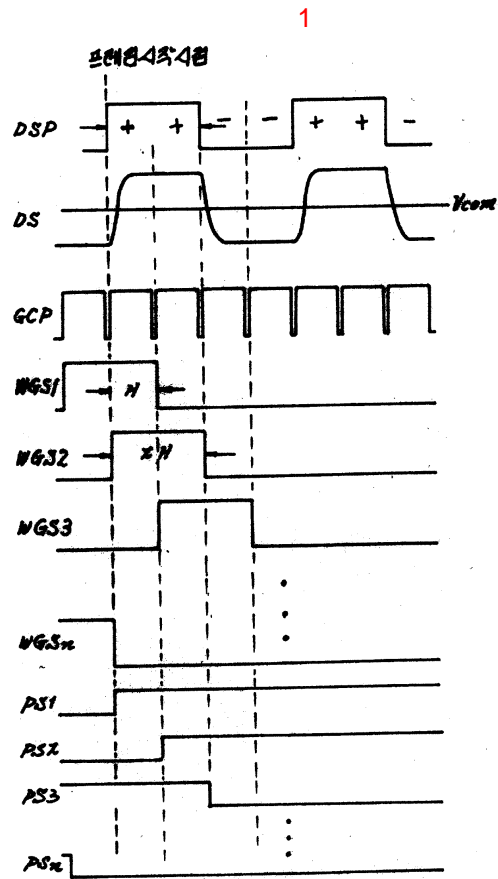 1
프레임시작시점
DSP + + - - + + -
DS Vcom
GCP
WGS1 H
WGS2 2H
WGS3
WGSn
PS1
PS2
PS3
PSn